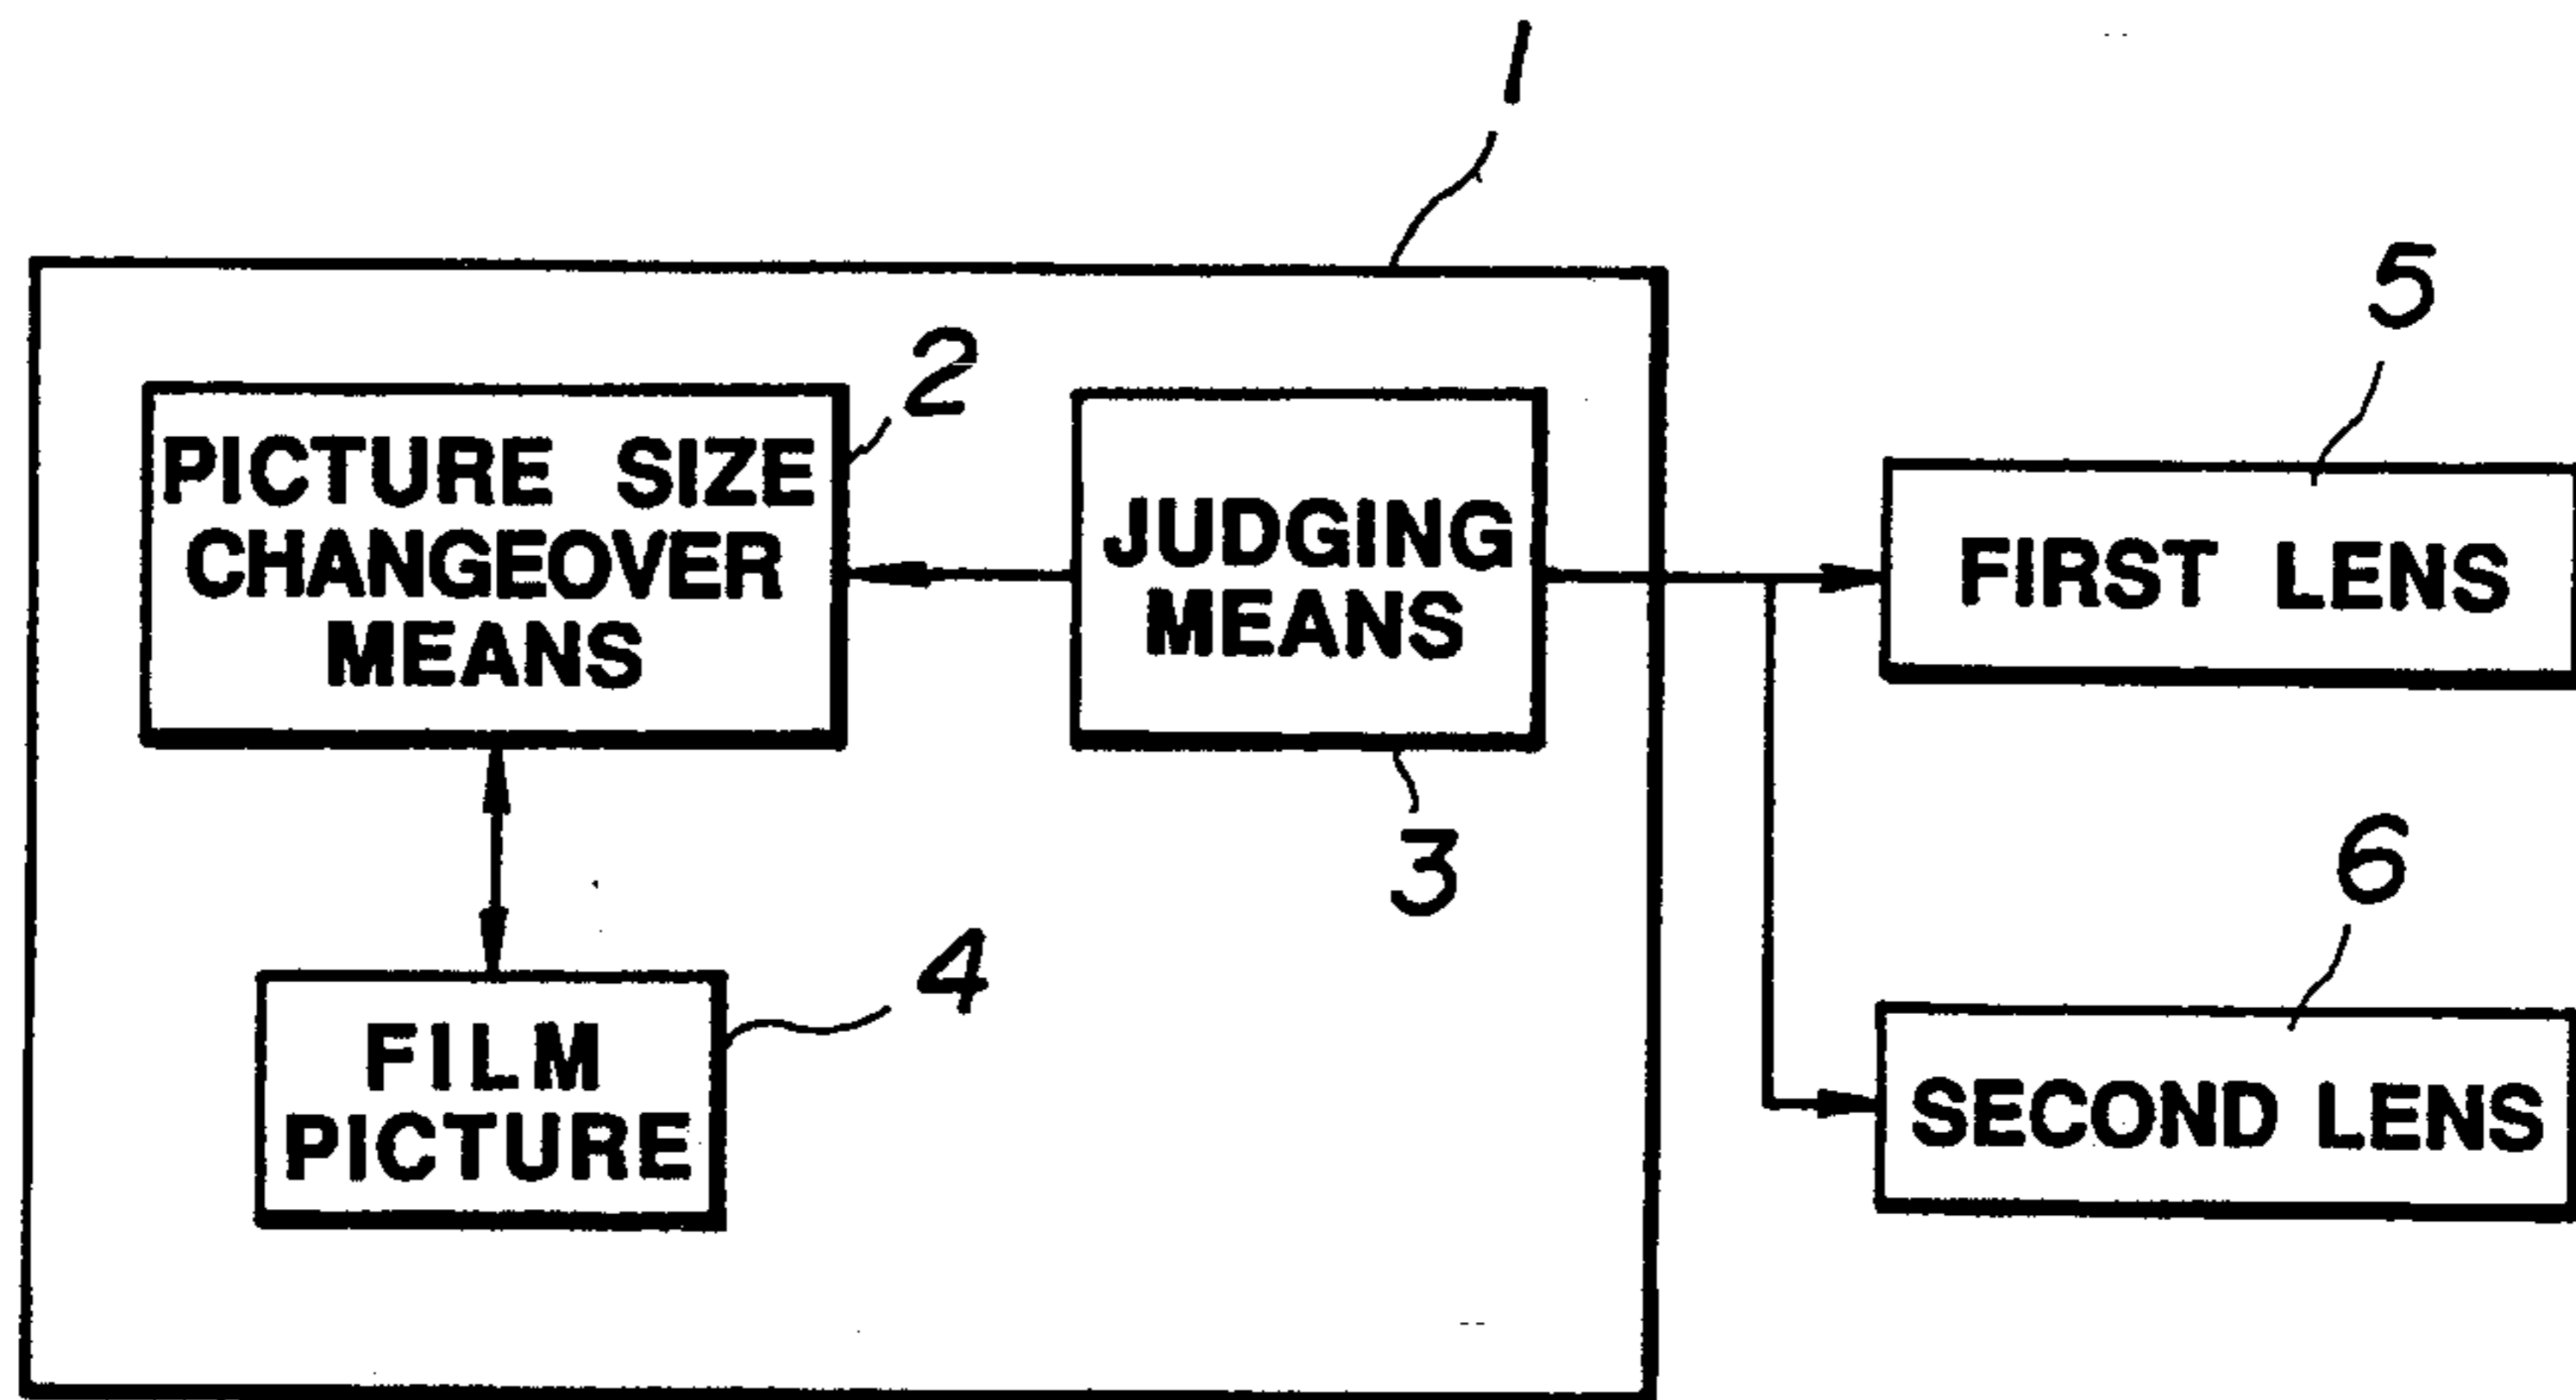 1
2
PICTURE SIZE
CHANGEOVER
MEANS
JUDGING
MEANS
3
5
FIRST LENS
4
FILM
PICTURE
6
SECOND LENS